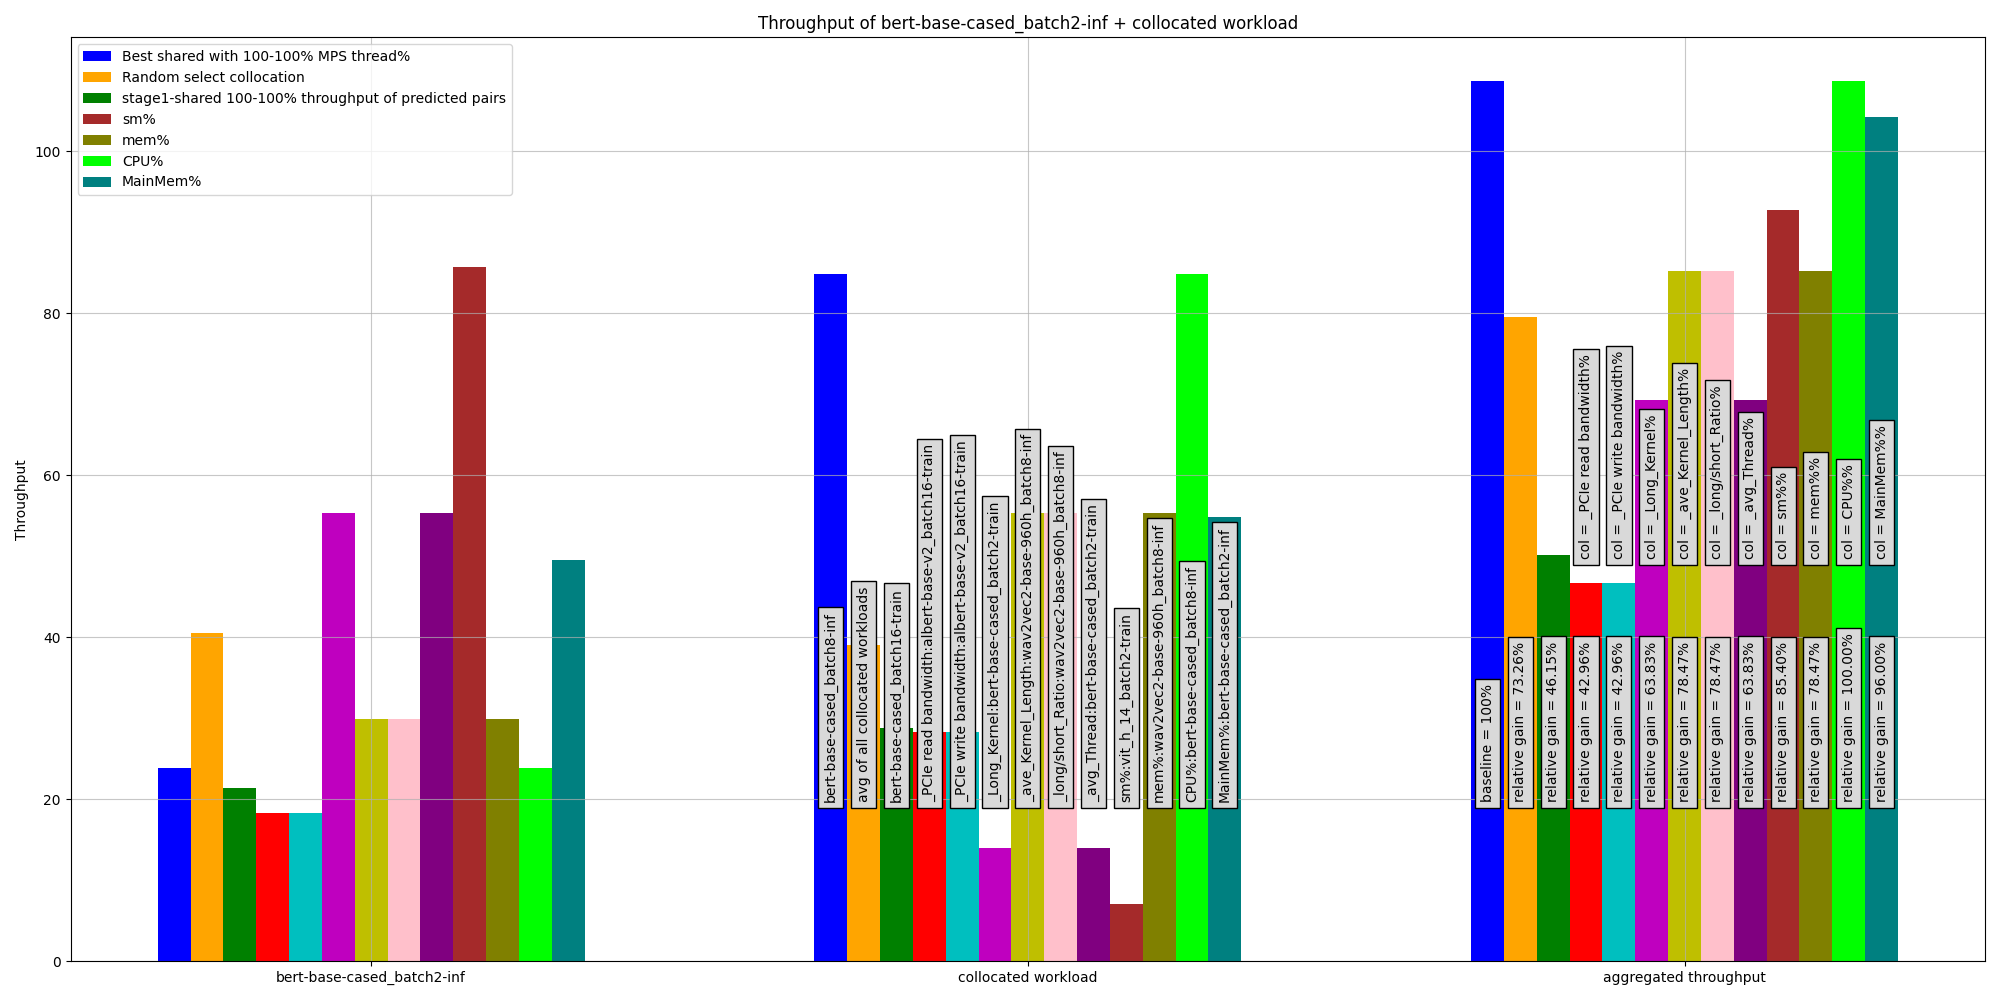 Throughput of bert-base-cased_batch2-inf + collocated workload
Best shared with 100-100% MPS thread%
Random select collocation
stage1-shared 100-100% throughput of predicted pairs
sm%
mem%
CPU%
MainMem%
Throughput
100
80
60
40
20
0
bert-base-cased_batch8-inf
avg of all collocated workloads
bert-base-cased_batch16-train
_PCIe read bandwidth:albert-base-v2_batch16-train
_PCIe write bandwidth:albert-base-v2_batch16-train
_Long_Kernel:bert-base-cased_batch2-train
_ave_Kernel_Length:wav2vec2-base-960h_batch8-inf
_long/short_Ratio:wav2vec2-base-960h_batch8-inf
_avg_Thread:bert-base-cased_batch2-train
sm%:vit_h_14_batch2-train
mem%:wav2vec2-base-960h_batch8-inf
CPU%:bert-base-cased_batch8-inf
MainMem%:bert-base-cased_batch2-inf
col = _PCIe read bandwidth%
col = _PCIe write bandwidth%
col = _Long_Kernel%
col = _ave_Kernel_Length%
col = _long/short_Ratio%
col = _avg_Thread%
col = sm%%
col = mem%%
col = CPU%%
col = MainMem%%
baseline = 100%
relative gain = 73.26%
relative gain = 46.15%
relative gain = 42.96%
relative gain = 42.96%
relative gain = 63.83%
relative gain = 78.47%
relative gain = 78.47%
relative gain = 63.83%
relative gain = 85.40%
relative gain = 78.47%
relative gain = 100.00%
relative gain = 96.00%
bert-base-cased_batch2-inf
collocated workload
aggregated throughput